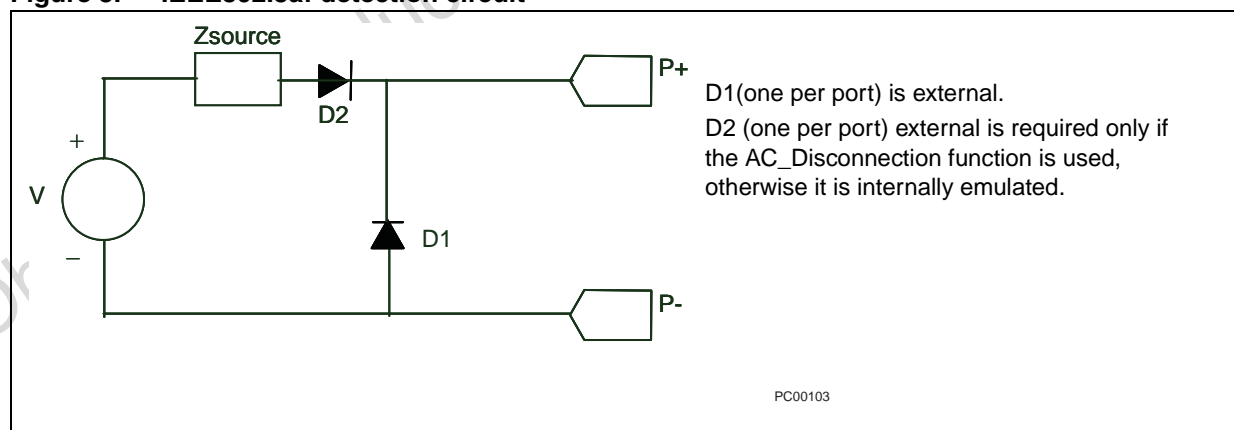 Zsource
P+
D2
D1(one per port) is external.
D2 (one per port) external is required only if
the AC_Disconnection function is used,
otherwise it is internally emulated.
+
V
D1
−
P-
PC00103